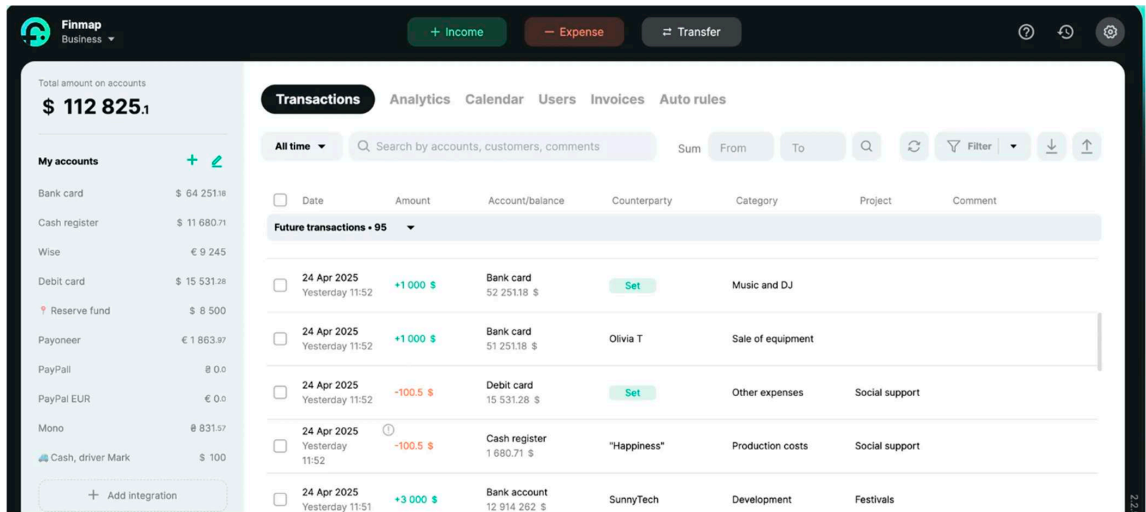 Finmap
Business
+ Income
− Expense
⇄ Transfer
Total amount on accounts
$ 112 825.1
My accounts
Bank card $ 64 251.18
Cash register $ 11 680.71
Wise € 9 245
Debit card $ 15 531.28
Reserve fund $ 8 500
Payoneer € 1 863.97
PayPall ₴ 0.0
PayPal EUR € 0.0
Mono ₴ 831.57
Cash, driver Mark $ 100
+ Add integration
Transactions Analytics Calendar Users Invoices Auto rules
All time Search by accounts, customers, comments Sum From To Filter
Date Amount Account/balance Counterparty Category Project Comment
Future transactions • 95
24 Apr 2025 Bank card
Yesterday 11:52 +1 000 $ 52 251.18 $ Set Music and DJ
24 Apr 2025 Bank card
Yesterday 11:52 +1 000 $ 51 251.18 $ Olivia T Sale of equipment
24 Apr 2025 Debit card
Yesterday 11:52 -100.5 $ 15 531.28 $ Set Other expenses Social support
24 Apr 2025 Cash register
Yesterday -100.5 $ 1 680.71 $ "Happiness" Production costs Social support
11:52
24 Apr 2025 Bank account
Yesterday 11:51 +3 000 $ 12 914 262 $ SunnyTech Development Festivals